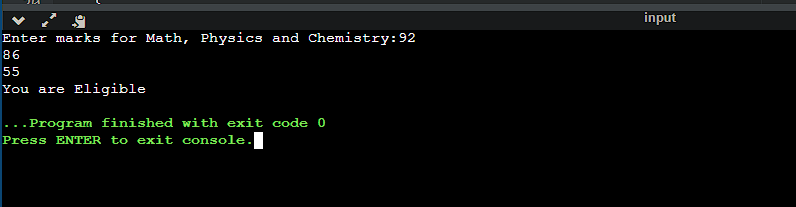 input
Enter marks for Math, Physics and Chemistry:92
86
55
You are Eligible
...Program finished with exit code 0
Press ENTER to exit console.